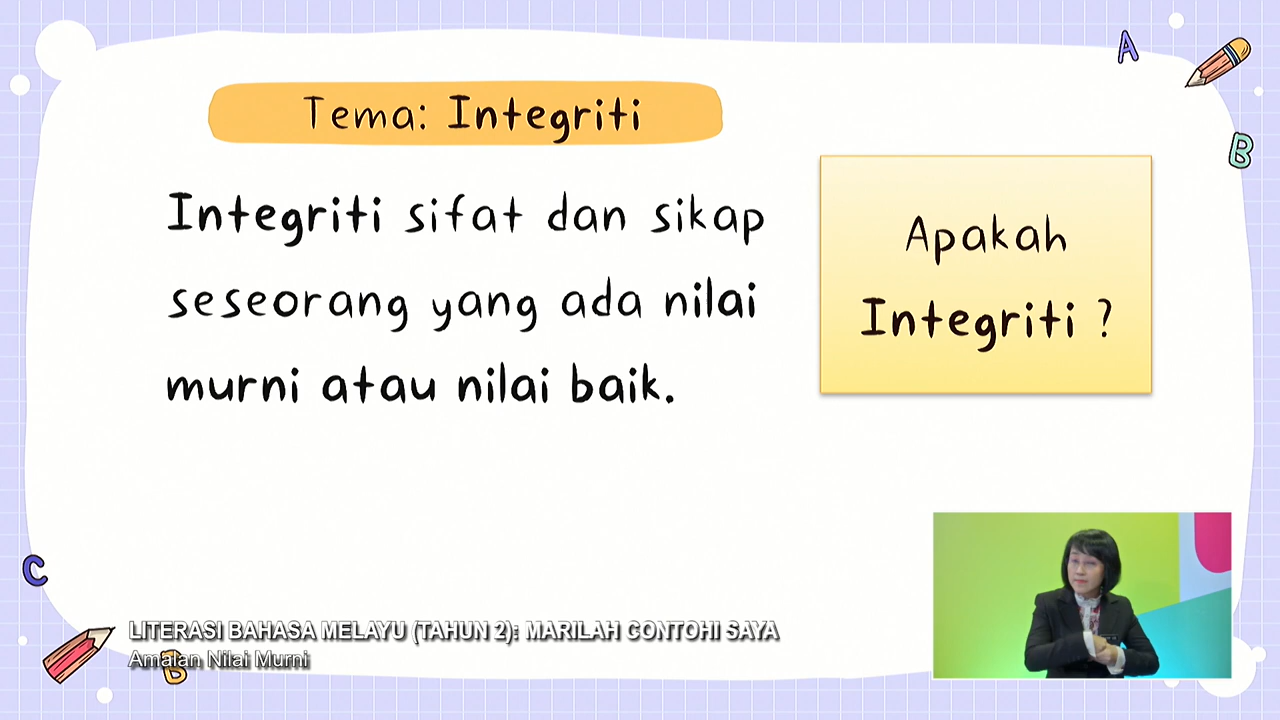 Tema: Integriti
Integriti sifat dan sikap
seseorang yang ada nilai
murni atau nilai baik.
Apakah
Integriti ?
A
B
C
B
LITERASI BAHASA MELAYU (TAHUN 2): MARILAH CONTOHI SAYA
Amalan Nilai Murni